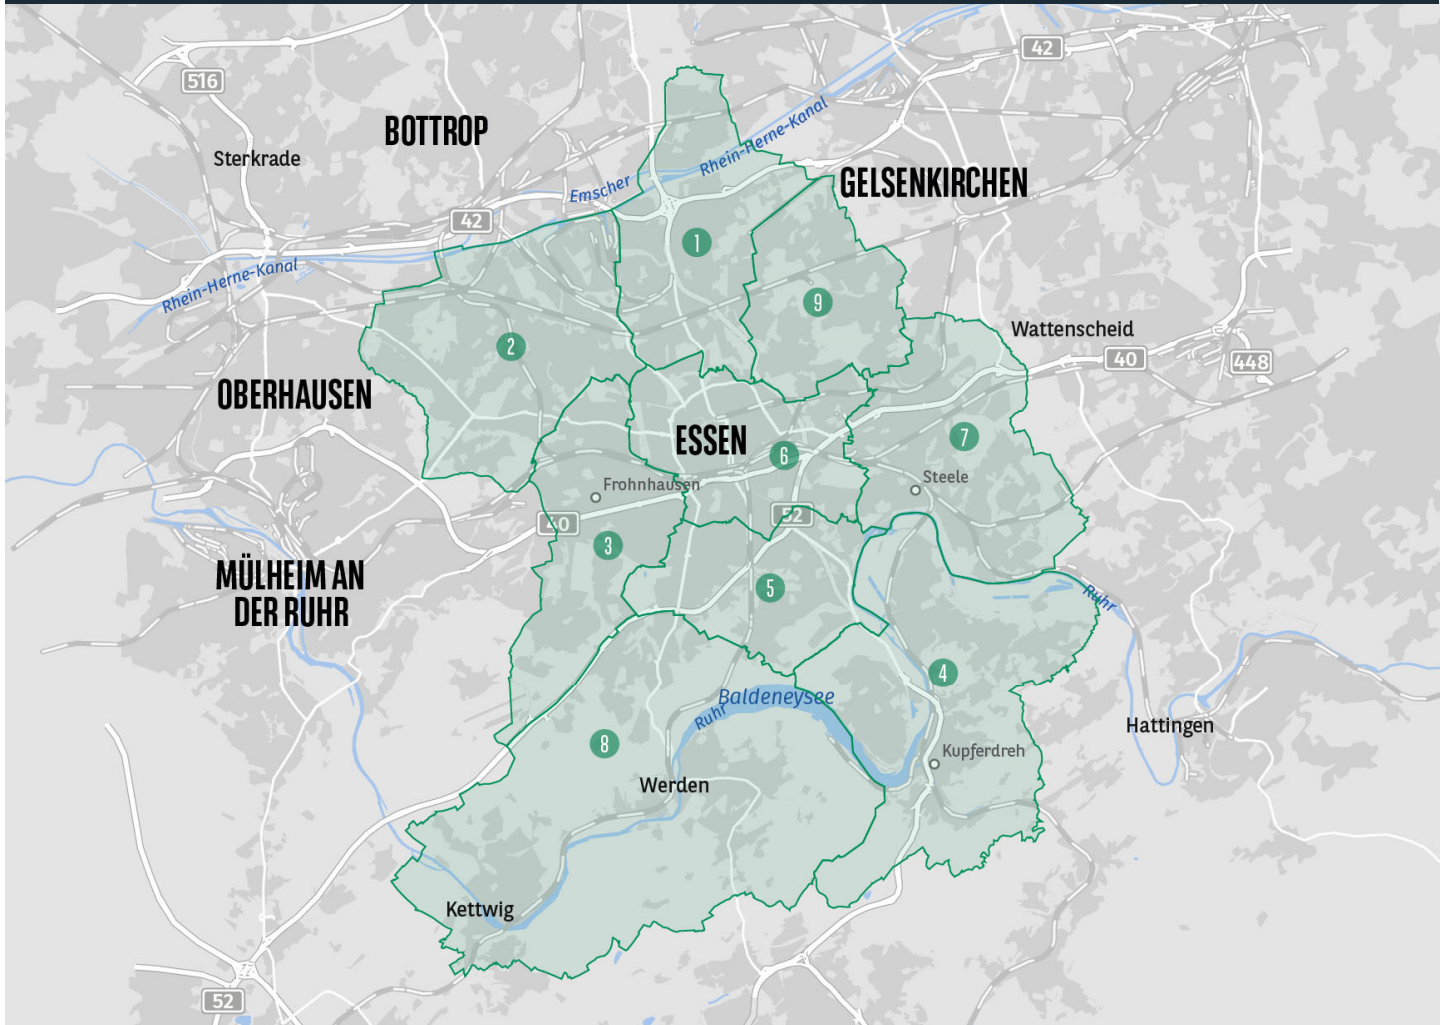 42
516
BOTTROP
Rhein-Herne-Kanal
Sterkrade
GELSENKIRCHEN
Emscher
42
1
Rhein-Herne-Kanal
9
Wattenscheid
2
40
448
OBERHAUSEN
ESSEN
7
6
Steele
Frohnhausen
52
40
3
MÜLHEIM AN
DER RUHR
5
Ruhr
4
Baldeneysee
Ruhr
Hattingen
8
Kupferdreh
Werden
Kettwig
52